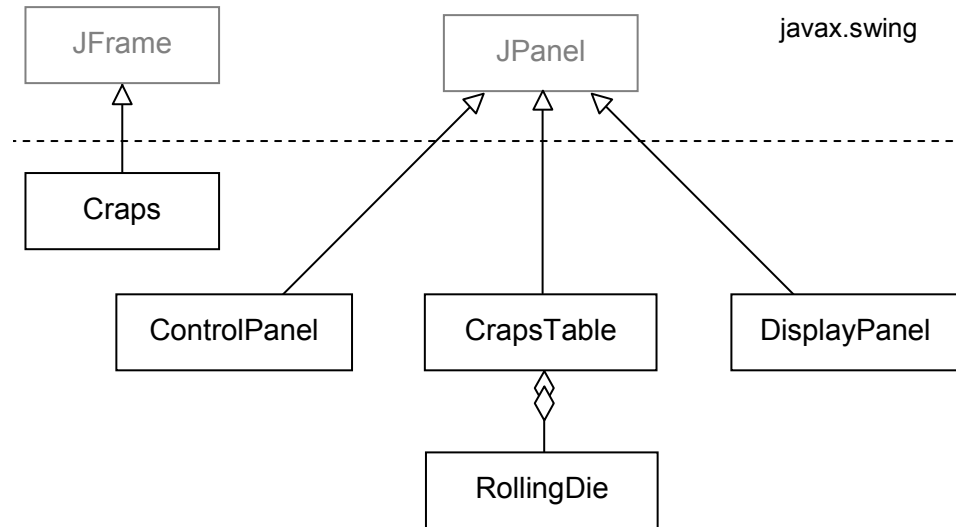 JFrame
JPanel
javax.swing
Craps
ControlPanel
CrapsTable
DisplayPanel
RollingDie